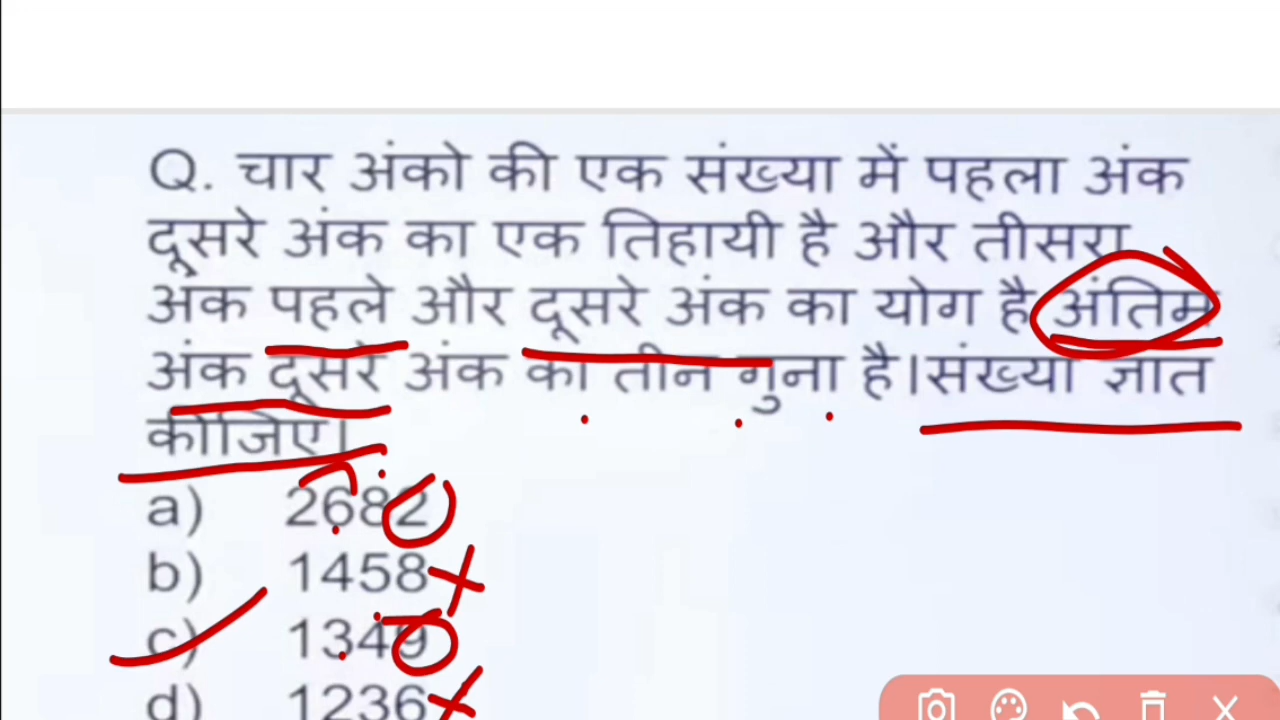 Q. चार अंको की एक संख्या में पहला अंक
दूसरे अंक का एक तिहायी है और तीसरा
अंक पहले और दूसरे अंक का योग है अंतिम
अंक दूसरे अंक का तीन गुना है।संख्या ज्ञात
कीजिए।
a) 2682
b) 1458
c) 1349
d) 1236